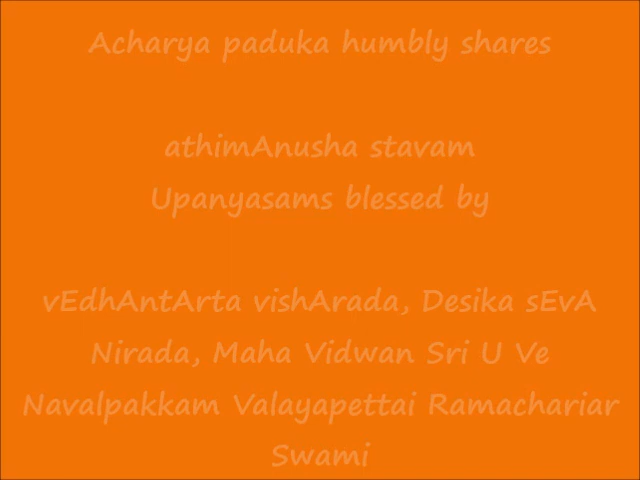 Acharya paduka humbly shares
athimAnusha stavam
Upanyasams blessed by
vEdhAntArta vishArada, Desika sEvA
Nirada, Maha Vidwan Sri U Ve
Navalpakkam Valayapettai Ramachariar
Swami